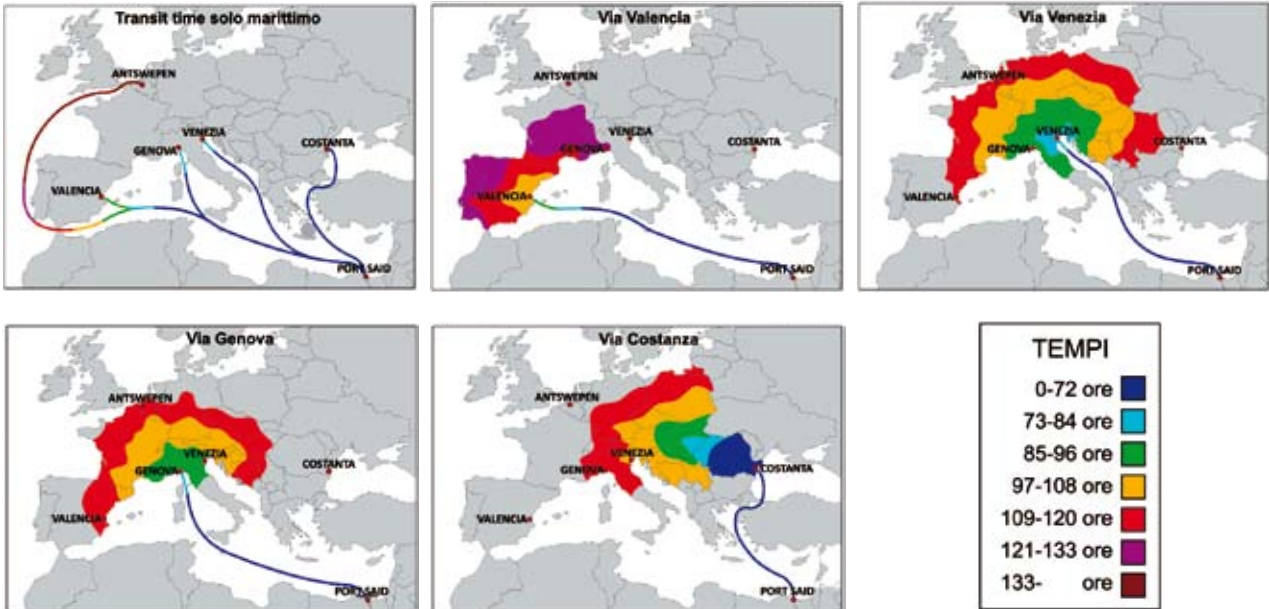 Transit time solo marittimo
ANTSWEPEN
VENEZIA
GENOVA
COSTANTA
VALENCIA
PORT SAID
Via Valencia
ANTSWEPEN
VENEZIA
GENOVA
COSTANTA
VALENCIA
PORT SAID
Via Venezia
ANTSWEPEN
VENEZIA
GENOVA
COSTANTA
VALENCIA
PORT SAID
Via Genova
ANTSWEPEN
VENEZIA
GENOVA
COSTANTA
VALENCIA
PORT SAID
Via Costanza
ANTSWEPEN
VENEZIA
GENOVA
COSTANTA
VALENCIA
PORT SAID
TEMPI
0-72 ore
73-84 ore
85-96 ore
97-108 ore
109-120 ore
121-133 ore
133- ore